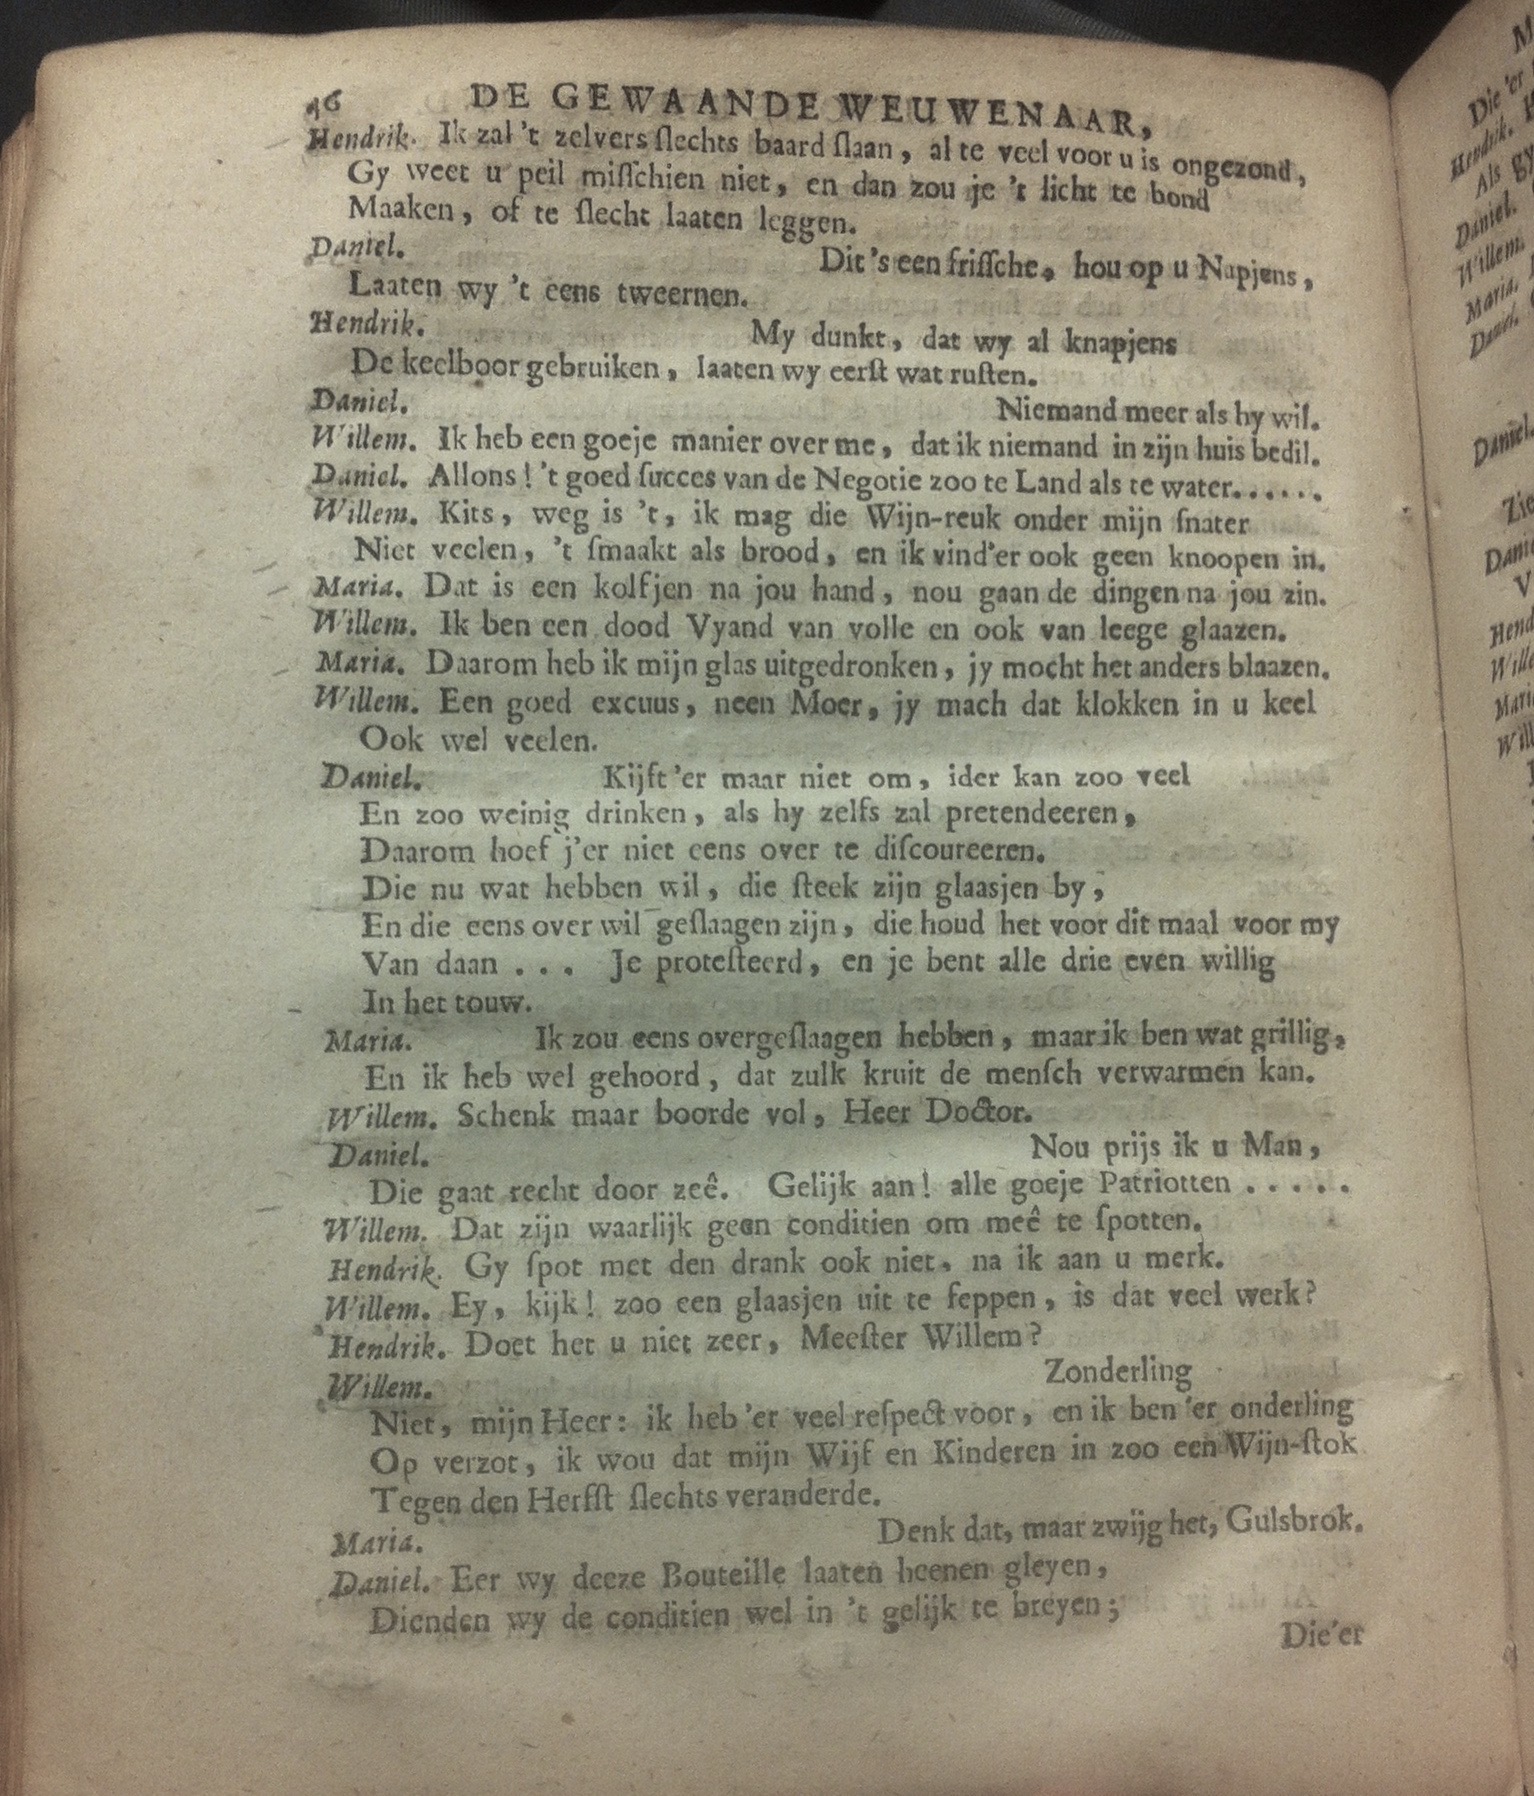 46 DE GEWAANDE WEUWENAAR,
Hendrik. Ik zal 't zelvers ſlechts baard ſlaan, al te veel voor u is ongezond,
Gy weet u peil miſſchien niet, en dan zou je 't licht te bond
Maaken, of te ſlecht laaten leggen.
Daniel. Dit 's een friſſche, hou op u Napjens,
Laaten wy 't eens tweernen.
Hendrik. My dunkt, dat wy al knapjens
De keelboor gebruiken, laaten wy eerſt wat ruſten.
Daniel. Niemand meer als hy wil.
Willem. Ik heb een goeje manier over me, dat ik niemand in zijn huis bedil.
Daniel. Allons! 't goed ſucces van de Negotie zoo te Land als te water......
Willem. Kits, weg is 't, ik mag die Wijn-reuk onder mijn ſnater
Niet veelen, 't ſmaakt als brood, en ik vind'er ook geen knoopen in.
Maria. Dat is een kolfjen na jou hand, nou gaan de dingen na jou zin.
Willem. Ik ben een dood Vyand van volle en ook van leege glaazen.
Maria. Daarom heb ik mijn glas uitgedronken, jy mocht het anders blaazen.
Willem. Een goed excuus, neen Moer, jy mach dat klokken in u keel
Ook wel veelen.
Daniel. Kijft 'er maar niet om, ider kan zoo veel
En zoo weinig drinken, als hy zelfs zal pretendeeren,
Daarom hoef j'er niet eens over te diſcoureeren.
Die nu wat hebben wil, die ſteek zijn glaasjen by,
En die eens over wil geſlaagen zijn, die houd het voor dit maal voor my
Van daan ... Je proteſteerd, en je bent alle drie even willig
In het touw.
Maria. Ik zou eens overgeſlaagen hebben, maar ik ben wat grillig,
En ik heb wel gehoord, dat zulk kruit de menſch verwarmen kan.
Willem. Schenk maar boorde vol, Heer Doctor.
Daniel. Nou prijs ik u Man,
Die gaat recht door zeê. Gelijk aan! alle goeje Patriotten .....
Willem. Dat zijn waarlijk geen conditien om meê te ſpotten.
Hendrik. Gy ſpot met den drank ook niet, na ik aan u merk.
Willem. Ey, kijk! zoo een glaasjen uit te ſeppen, is dat veel werk?
Hendrik. Doet het u niet zeer, Meeſter Willem?
Willem. Zonderling
Niet, mijn Heer: ik heb 'er veel reſpect voor, en ik ben 'er onderling
Op verzot, ik wou dat mijn Wijf en Kinderen in zoo een Wijn-ſtok
Tegen den Herfſt ſlechts veranderde.
Maria. Denk dat, maar zwijg het, Gulsbrok.
Daniel. Eer wy deeze Bouteille laaten heenen gleyen,
Dienden wy de conditien wel in 't gelijk te breyen;
Die'er
M
Die 'er
Hendrik.
Als gy
Daniel.
Willem.
Maria.
Daniel.
Daniel.